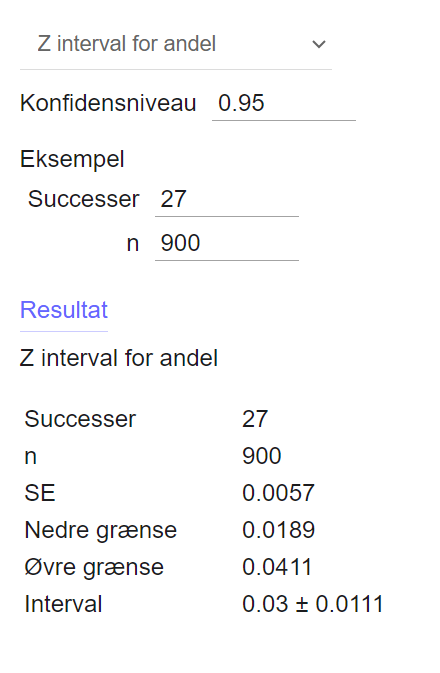 Z interval for andel
Konfidensniveau 0.95
Eksempel
Successer 27
n 900
Resultat
Z interval for andel
Successer 27
n 900
SE 0.0057
Nedre grænse 0.0189
Øvre grænse 0.0411
Interval 0.03 ± 0.0111